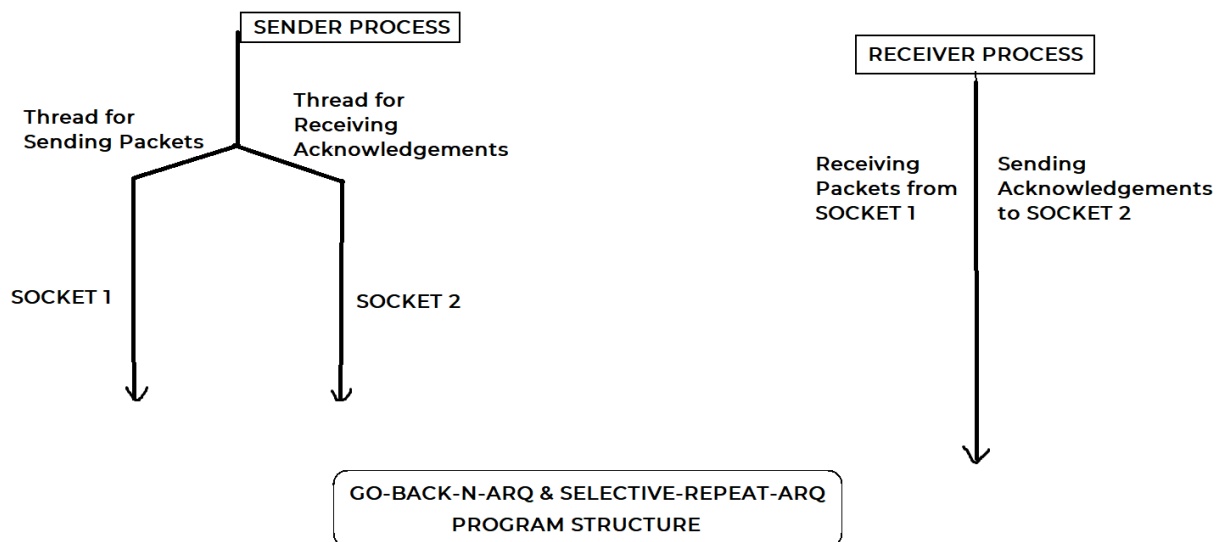 SENDER PROCESS
RECEIVER PROCESS
Thread for
Sending Packets
Thread for
Receiving
Acknowledgements
Receiving
Packets from
SOCKET 1
Sending
Acknowledgements
to SOCKET 2
SOCKET 1
SOCKET 2
GO-BACK-N-ARQ & SELECTIVE-REPEAT-ARQ
PROGRAM STRUCTURE